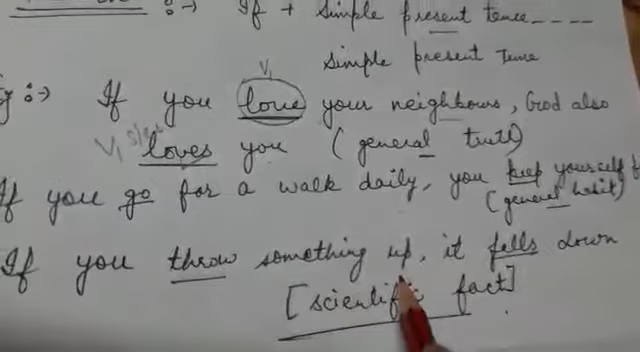 :-) If + simple present tence----
simple present Tense
g :-) V1
If you love your neighbours, God also
V1 s/es loves you (general truth)
If you go for a walk daily, you keep yourself f
(general habit)
If you throw something up, it falls down
[scientific fact]